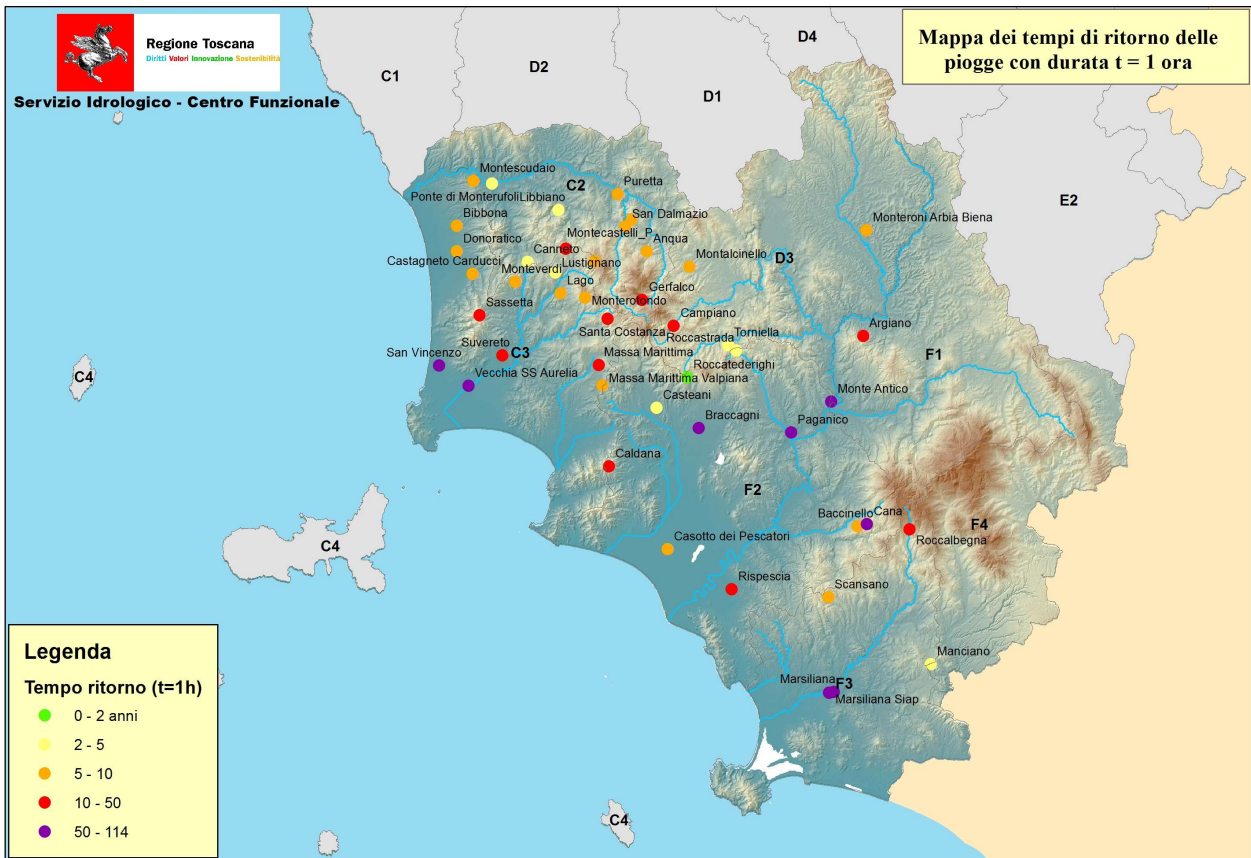 Regione Toscana
Diritti Valori Innovazione Sostenibilità
Servizio Idrologico - Centro Funzionale
Mappa dei tempi di ritorno delle
piogge con durata t = 1 ora
D4
C1
D2
D1
E2
Montescudaio
C2
Puretta
Ponte di Monterufoli
Libbiano
Bibbona
San Dalmazio
Monteroni Arbia Biena
Donoratico
Canneto
Montecastelli_P
Anqua
Castagneto Carducci
Monteverdi
Lustignano
Montalcinello
D3
Lago
Gerfalco
Sassetta
Monterotondo
Campiano
Santa Costanza
Roccastrada
Torniella
Argiano
Suvereto
C3
San Vincenzo
Massa Marittima
Roccatederighi
F1
C4
Vecchia SS Aurelia
Massa Marittima Valpiana
Casteani
Monte Antico
Braccagni
Paganico
Caldana
F2
Baccinello
Cana
F4
Roccalbegna
C4
Casotto dei Pescatori
Rispescia
Scansano
Manciano
Marsiliana
F3
Marsiliana Siap
C4
Legenda
Tempo ritorno (t=1h)
0 - 2 anni
2 - 5
5 - 10
10 - 50
50 - 114